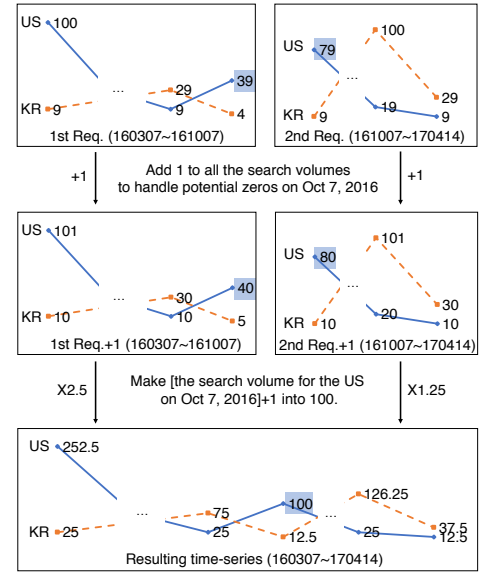 US 100 ... 29 39
KR 9 9 4
1st Req. (160307~161007)
100
US 79 ... 29
KR 9 19 9
2nd Req. (161007~170414)
+1 Add 1 to all the search volumes +1
to handle potential zeros on Oct 7, 2016
US 101 ... 30 40
KR 10 10 5
1st Req.+1 (160307~161007)
101
US 80 ... 30
KR 10 20 10
2nd Req.+1 (161007~170414)
X2.5 Make [the search volume for the US X1.25
on Oct 7, 2016]+1 into 100.
US 252.5
... 75 100 ... 126.25 37.5
KR 25 25 12.5 25 12.5
Resulting time-series (160307~170414)